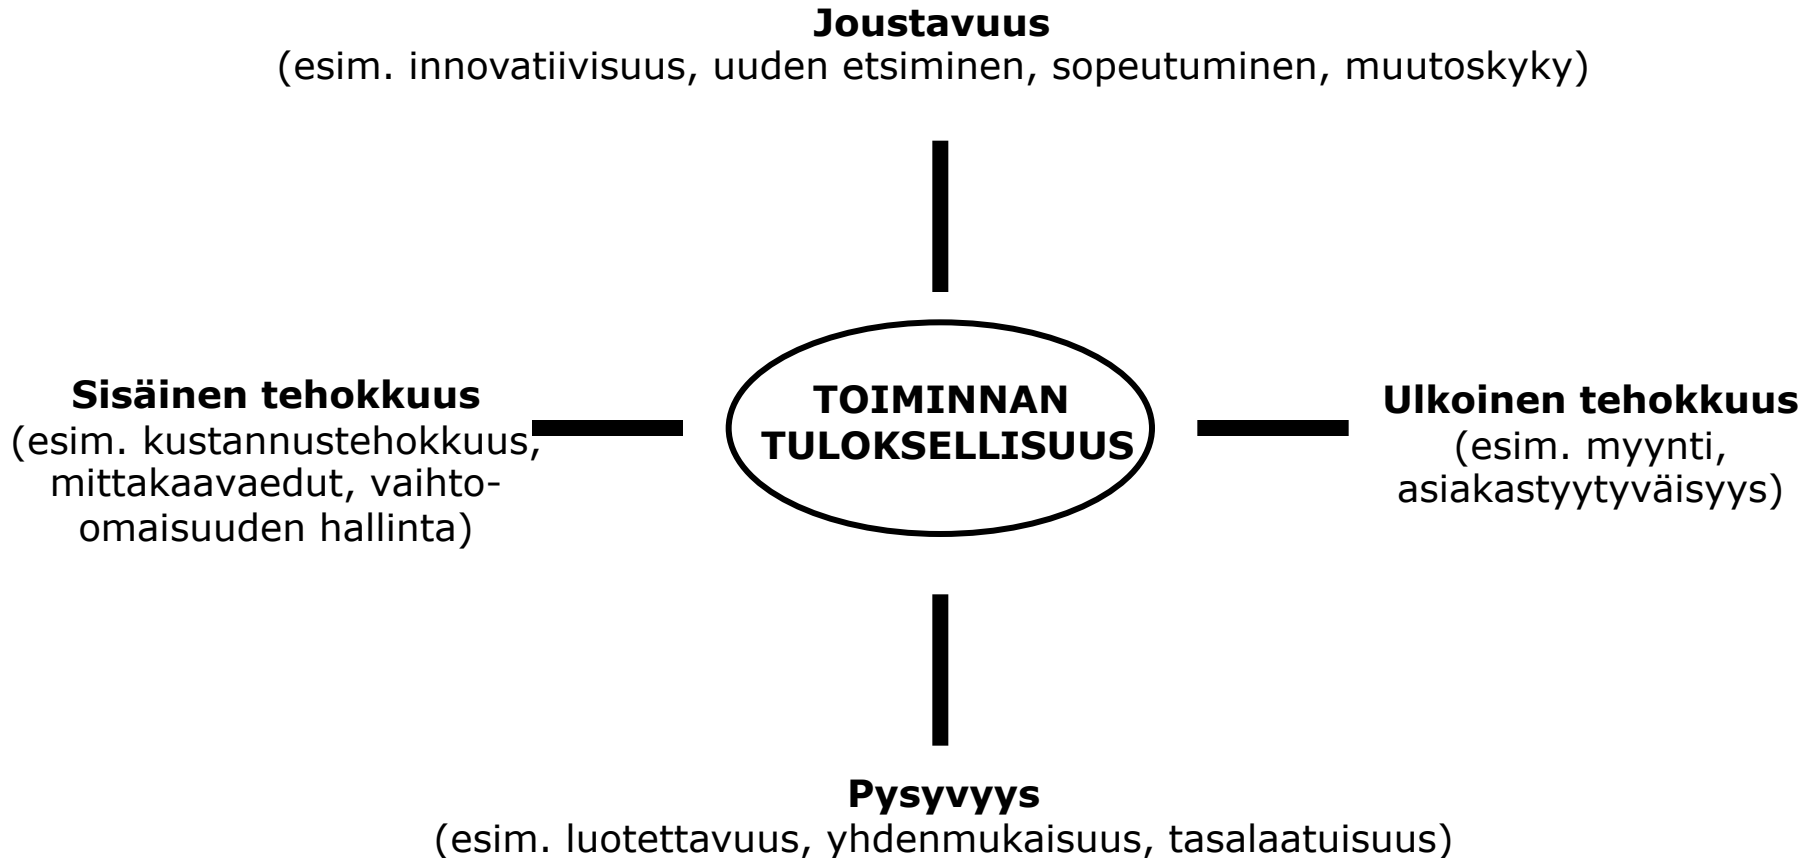 Joustavuus
(esim. innovatiivisuus, uuden etsiminen, sopeutuminen, muutoskyky)
Sisäinen tehokkuus
(esim. kustannustehokkuus,
mittakaavaedut, vaihto-
omaisuuden hallinta)
TOIMINNAN
TULOKSELLISUUS
Ulkoinen tehokkuus
(esim. myynti,
asiakastyytyväisyys)
Pysyvyys
(esim. luotettavuus, yhdenmukaisuus, tasalaatuisuus)